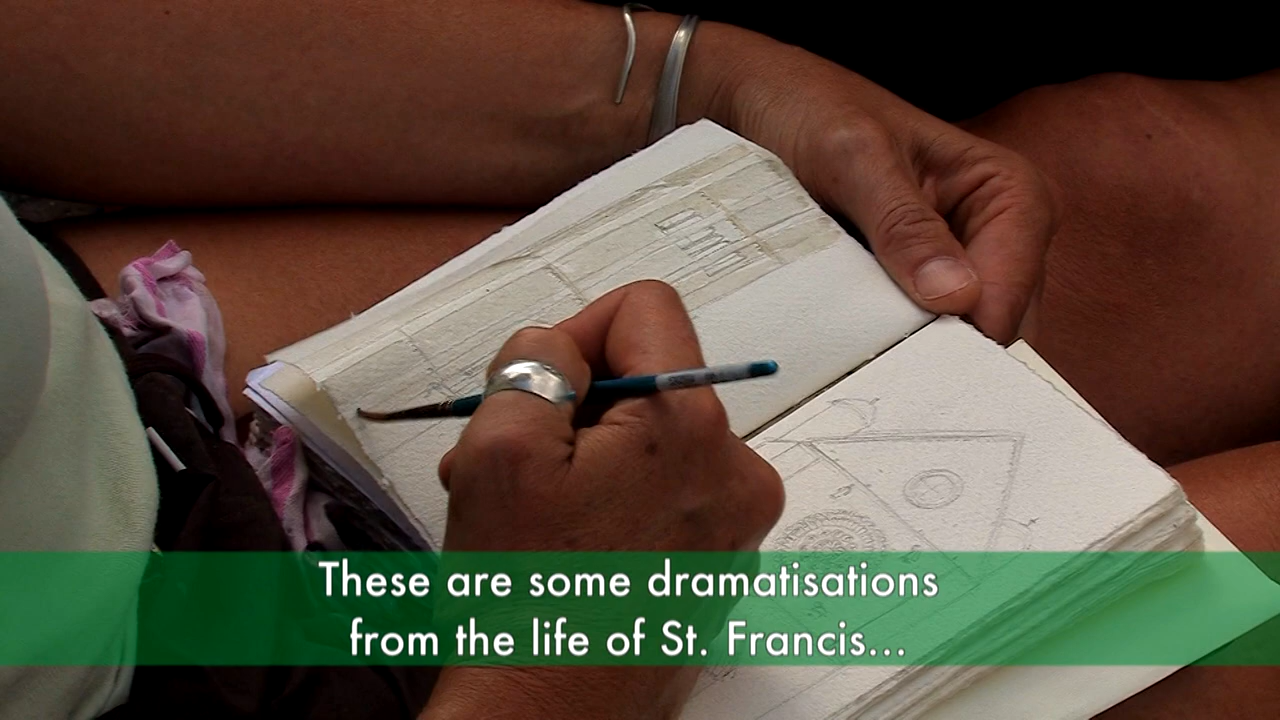 These are some dramatisations
from the life of St. Francis...